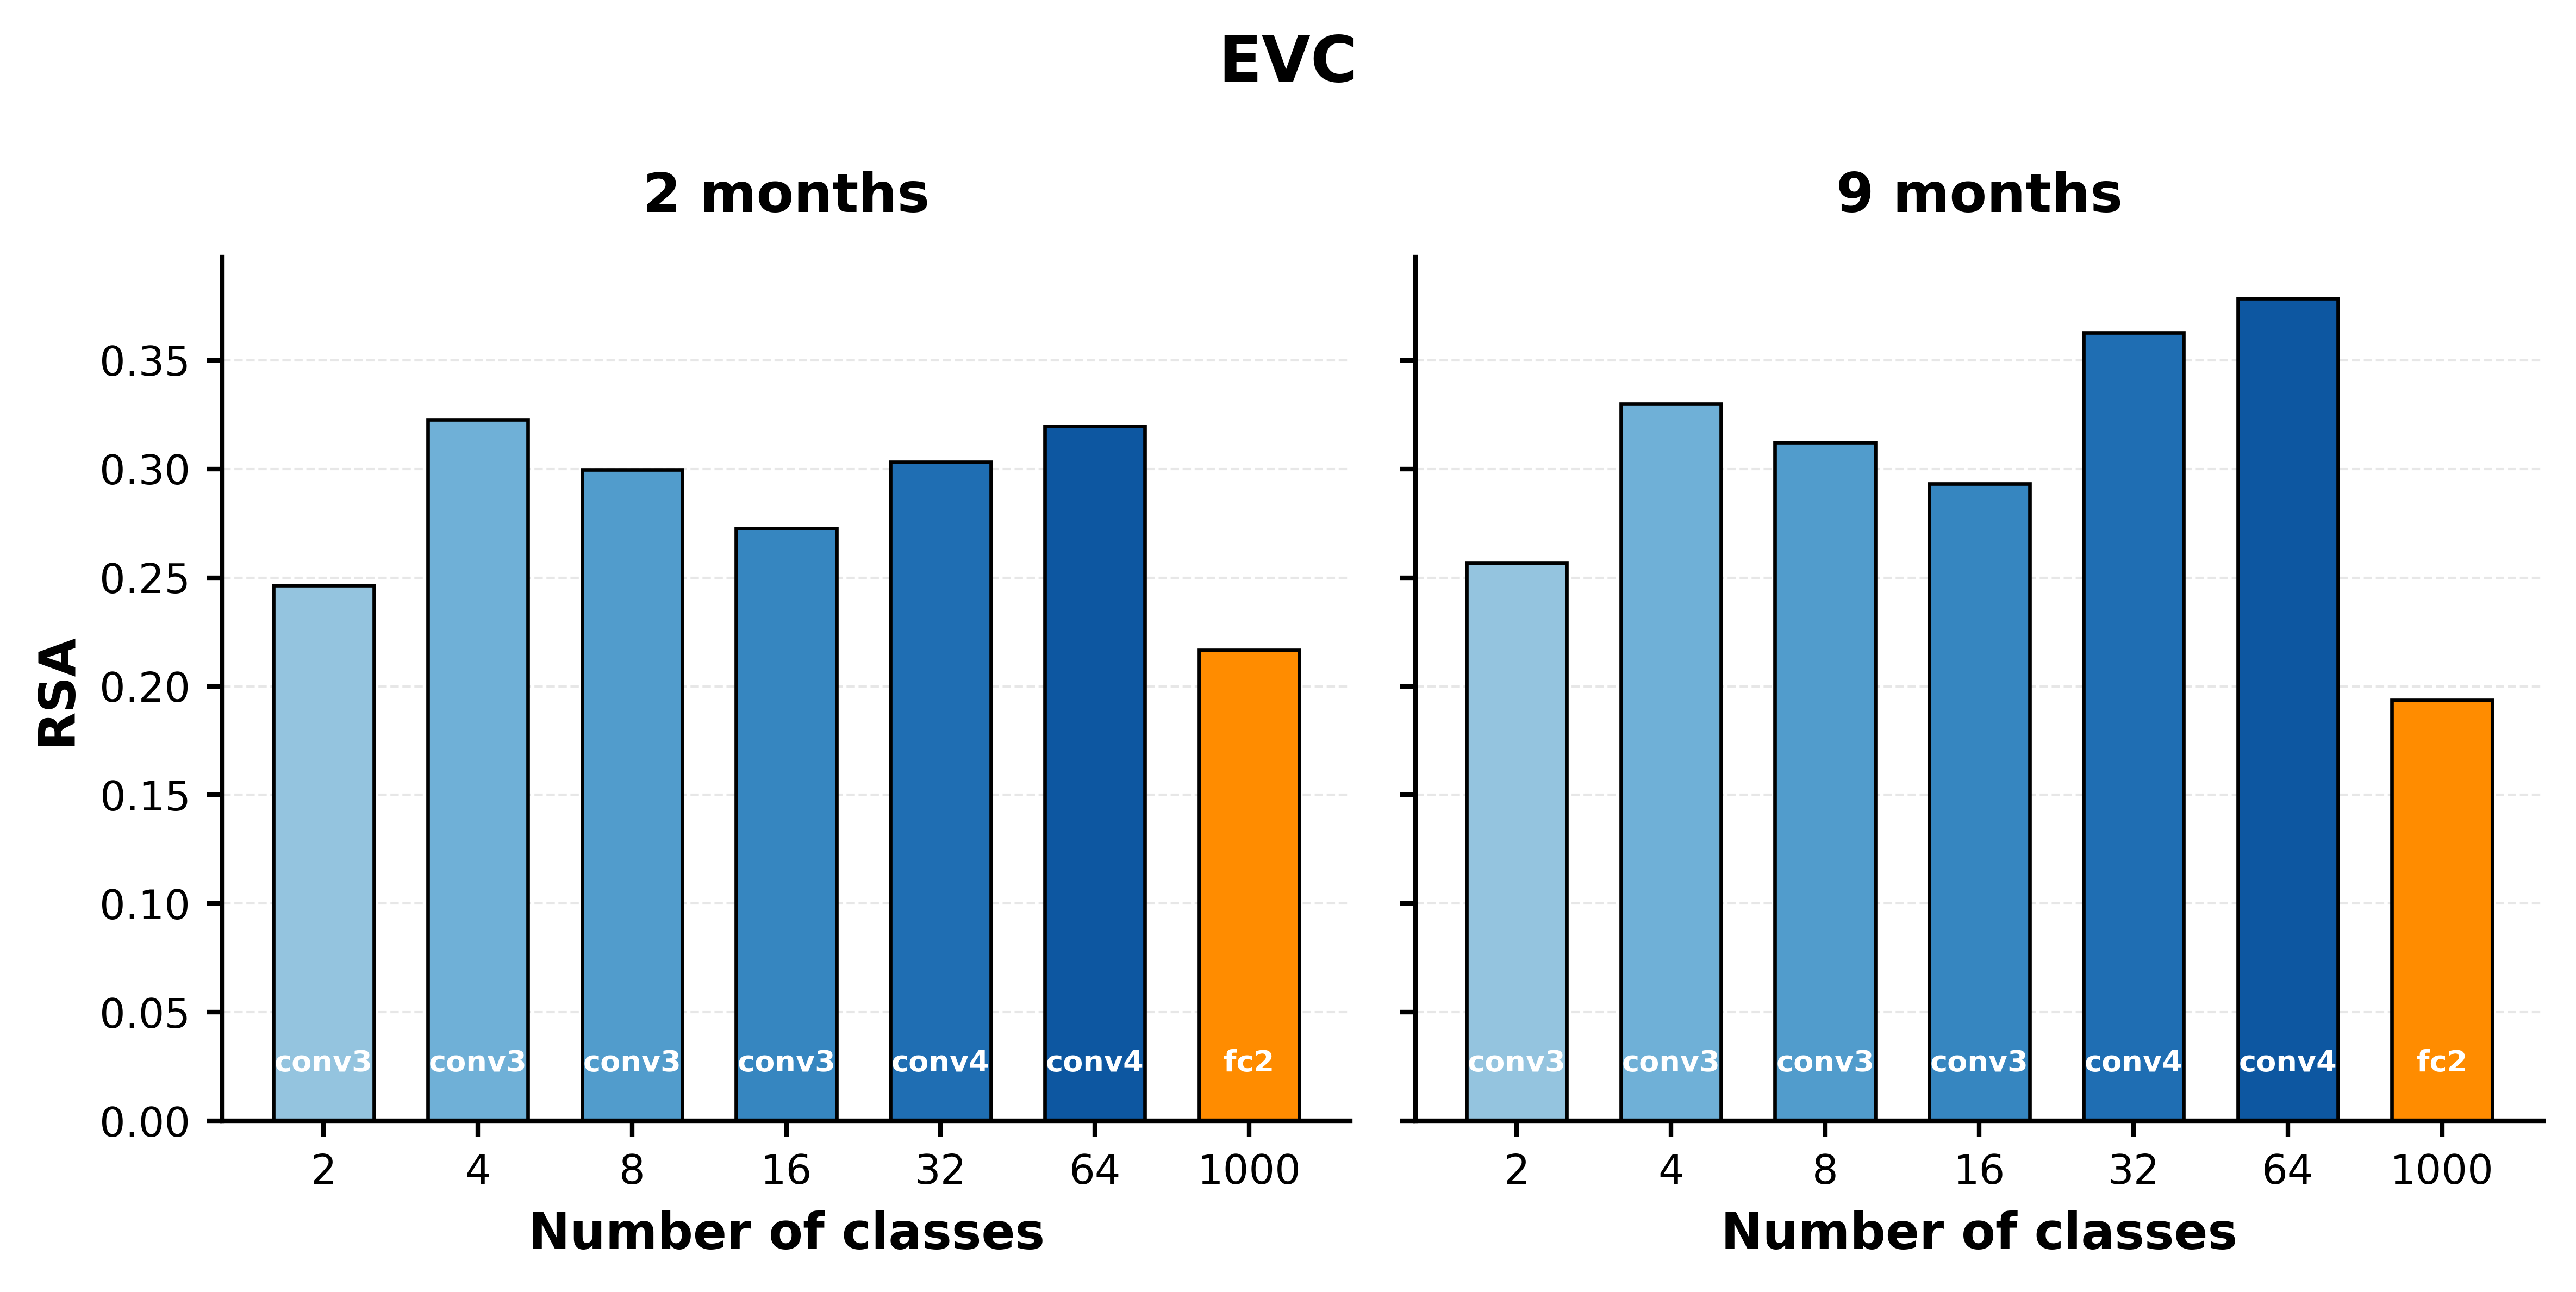 EVC
2 months
9 months
RSA
0.35
0.30
0.25
0.20
0.15
0.10
0.05
0.00
conv3 conv3 conv3 conv3 conv4 conv4 fc2
conv3 conv3 conv3 conv3 conv4 conv4 fc2
2 4 8 16 32 64 1000
2 4 8 16 32 64 1000
Number of classes
Number of classes